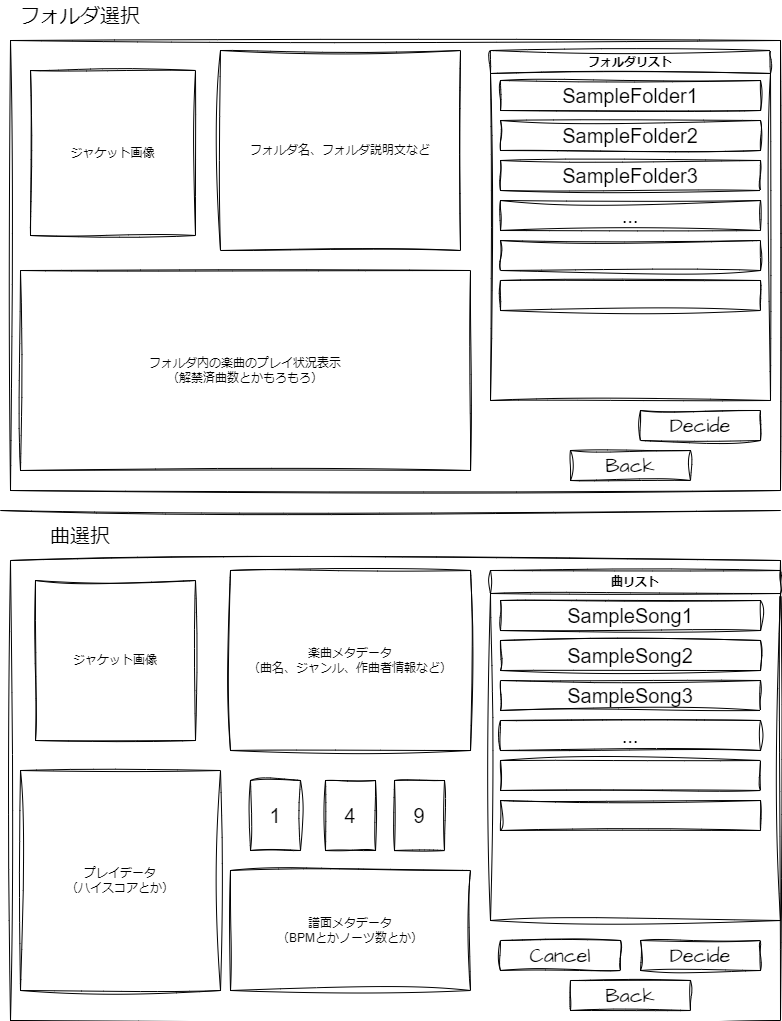 フォルダ選択
ジャケット画像
フォルダ名、フォルダ説明文など
フォルダリスト
SampleFolder1
SampleFolder2
SampleFolder3
...
フォルダ内の楽曲のプレイ状況表示
（解禁済曲数とかもろもろ）
Decide
Back
曲選択
ジャケット画像
楽曲メタデータ
（曲名、ジャンル、作曲者情報など）
曲リスト
SampleSong1
SampleSong2
SampleSong3
...
プレイデータ
（ハイスコアとか）
1
4
9
譜面メタデータ
（BPMとかノーツ数とか）
Cancel
Decide
Back